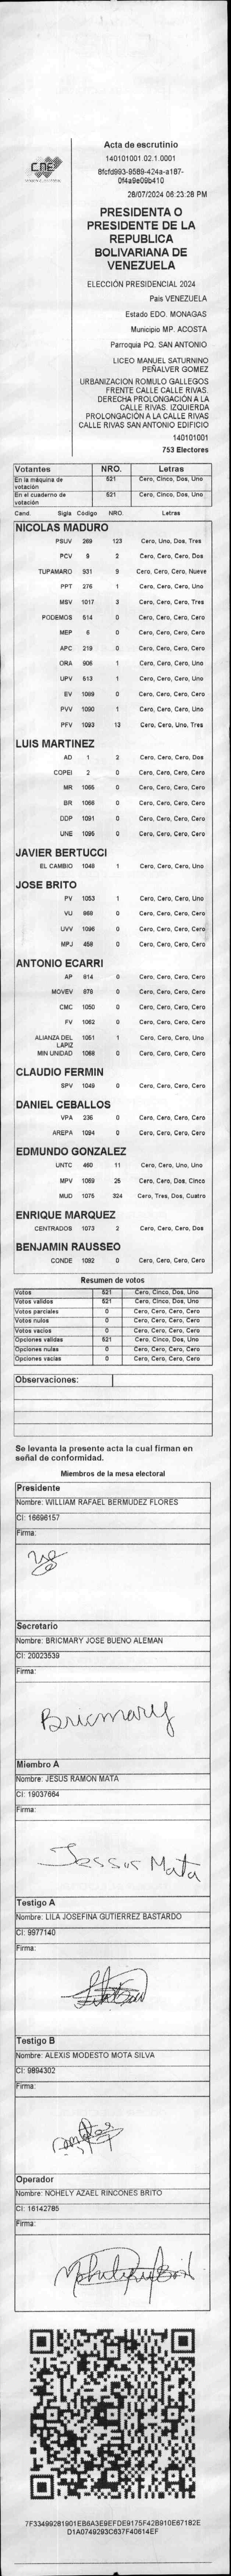 CNE
Acta de escrutinio
140101001.02.1.0001
8fcfd993-9589-424a-a187-
0f4a9e09b410
28/07/2024 06:23:28 PM
PRESIDENTA O
PRESIDENTE DE LA
REPUBLICA
BOLIVARIANA DE
VENEZUELA
ELECCIÓN PRESIDENCIAL 2024
País VENEZUELA
Estado EDO. MONAGAS
Municipio MP. ACOSTA
Parroquia PQ. SAN ANTONIO
LICEO MANUEL SATURNINO
PEÑALVER GOMEZ
URBANIZACION ROMULO GALLEGOS
FRENTE CALLE CALLE RIVAS.
DERECHA PROLONGACIÓN A LA
CALLE RIVAS. IZQUIERDA
PROLONGACIÓN A LA CALLE RIVAS
CALLE RIVAS SAN ANTONIO EDIFICIO
140101001
753 Electores
Votantes NRO. Letras
En la máquina de votación 521 Cero, Cinco, Dos, Uno
En el cuaderno de votación 521 Cero, Cinco, Dos, Uno
Cand. Sigla Código NRO. Letras
NICOLAS MADURO
PSUV 269 123 Cero, Uno, Dos, Tres
PCV 9 2 Cero, Cero, Cero, Dos
TUPAMARO 931 9 Cero, Cero, Cero, Nueve
PPT 276 1 Cero, Cero, Cero, Uno
MSV 1017 3 Cero, Cero, Cero, Tres
PODEMOS 514 0 Cero, Cero, Cero, Cero
MEP 6 0 Cero, Cero, Cero, Cero
APC 219 0 Cero, Cero, Cero, Cero
ORA 906 1 Cero, Cero, Cero, Uno
UPV 513 1 Cero, Cero, Cero, Uno
EV 1069 0 Cero, Cero, Cero, Cero
PVV 1090 1 Cero, Cero, Cero, Uno
PFV 1093 13 Cero, Cero, Uno, Tres
LUIS MARTINEZ
AD 1 2 Cero, Cero, Cero, Dos
COPEI 2 0 Cero, Cero, Cero, Cero
MR 1065 0 Cero, Cero, Cero, Cero
BR 1066 0 Cero, Cero, Cero, Cero
DDP 1091 0 Cero, Cero, Cero, Cero
UNE 1095 0 Cero, Cero, Cero, Cero
JAVIER BERTUCCI
EL CAMBIO 1048 1 Cero, Cero, Cero, Uno
JOSE BRITO
PV 1053 1 Cero, Cero, Cero, Uno
VU 968 0 Cero, Cero, Cero, Cero
UVV 1096 0 Cero, Cero, Cero, Cero
MPJ 458 0 Cero, Cero, Cero, Cero
ANTONIO ECARRI
AP 914 0 Cero, Cero, Cero, Cero
MOVEV 978 0 Cero, Cero, Cero, Cero
CMC 1050 0 Cero, Cero, Cero, Cero
FV 1062 0 Cero, Cero, Cero, Cero
ALIANZA DEL LAPIZ 1051 1 Cero, Cero, Cero, Uno
MIN UNIDAD 1068 0 Cero, Cero, Cero, Cero
CLAUDIO FERMIN
SPV 1049 0 Cero, Cero, Cero, Cero
DANIEL CEBALLOS
VPA 236 0 Cero, Cero, Cero, Cero
AREPA 1094 0 Cero, Cero, Cero, Cero
EDMUNDO GONZALEZ
UNTC 460 11 Cero, Cero, Uno, Uno
MPV 1089 25 Cero, Cero, Dos, Cinco
MUD 1075 324 Cero, Tres, Dos, Cuatro
ENRIQUE MARQUEZ
CENTRADOS 1073 2 Cero, Cero, Cero, Dos
BENJAMIN RAUSSEO
CONDE 1092 0 Cero, Cero, Cero, Cero
Resumen de votos
Votos 521 Cero, Cinco, Dos, Uno
Votos validos 521 Cero, Cinco, Dos, Uno
Votos parciales 0 Cero, Cero, Cero, Cero
Votos nulos 0 Cero, Cero, Cero, Cero
Votos vacios 0 Cero, Cero, Cero, Cero
Opciones validas 521 Cero, Cinco, Dos, Uno
Opciones nulas 0 Cero, Cero, Cero, Cero
Opciones vacias 0 Cero, Cero, Cero, Cero
Observaciones:
Se levanta la presente acta la cual firman en
señal de conformidad.
Miembros de la mesa electoral
Presidente
Nombre: WILLIAM RAFAEL BERMUDEZ FLORES
CI: 16696157
Firma:
Secretario
Nombre: BRICMARY JOSE BUENO ALEMAN
CI: 20023539
Firma:
Bricmary
Miembro A
Nombre: JESUS RAMON MATA
CI: 19037664
Firma:
Jessus Mata
Testigo A
Nombre: LILA JOSEFINA GUTIERREZ BASTARDO
CI: 9977140
Firma:
Testigo B
Nombre: ALEXIS MODESTO MOTA SILVA
CI: 9894302
Firma:
Operador
Nombre: NOHELY AZAEL RINCONES BRITO
CI: 16142785
Firma:
7F33499281901EB6A3E9EFDE9175F42B910E67182E
D1A0749293C637F40614EF